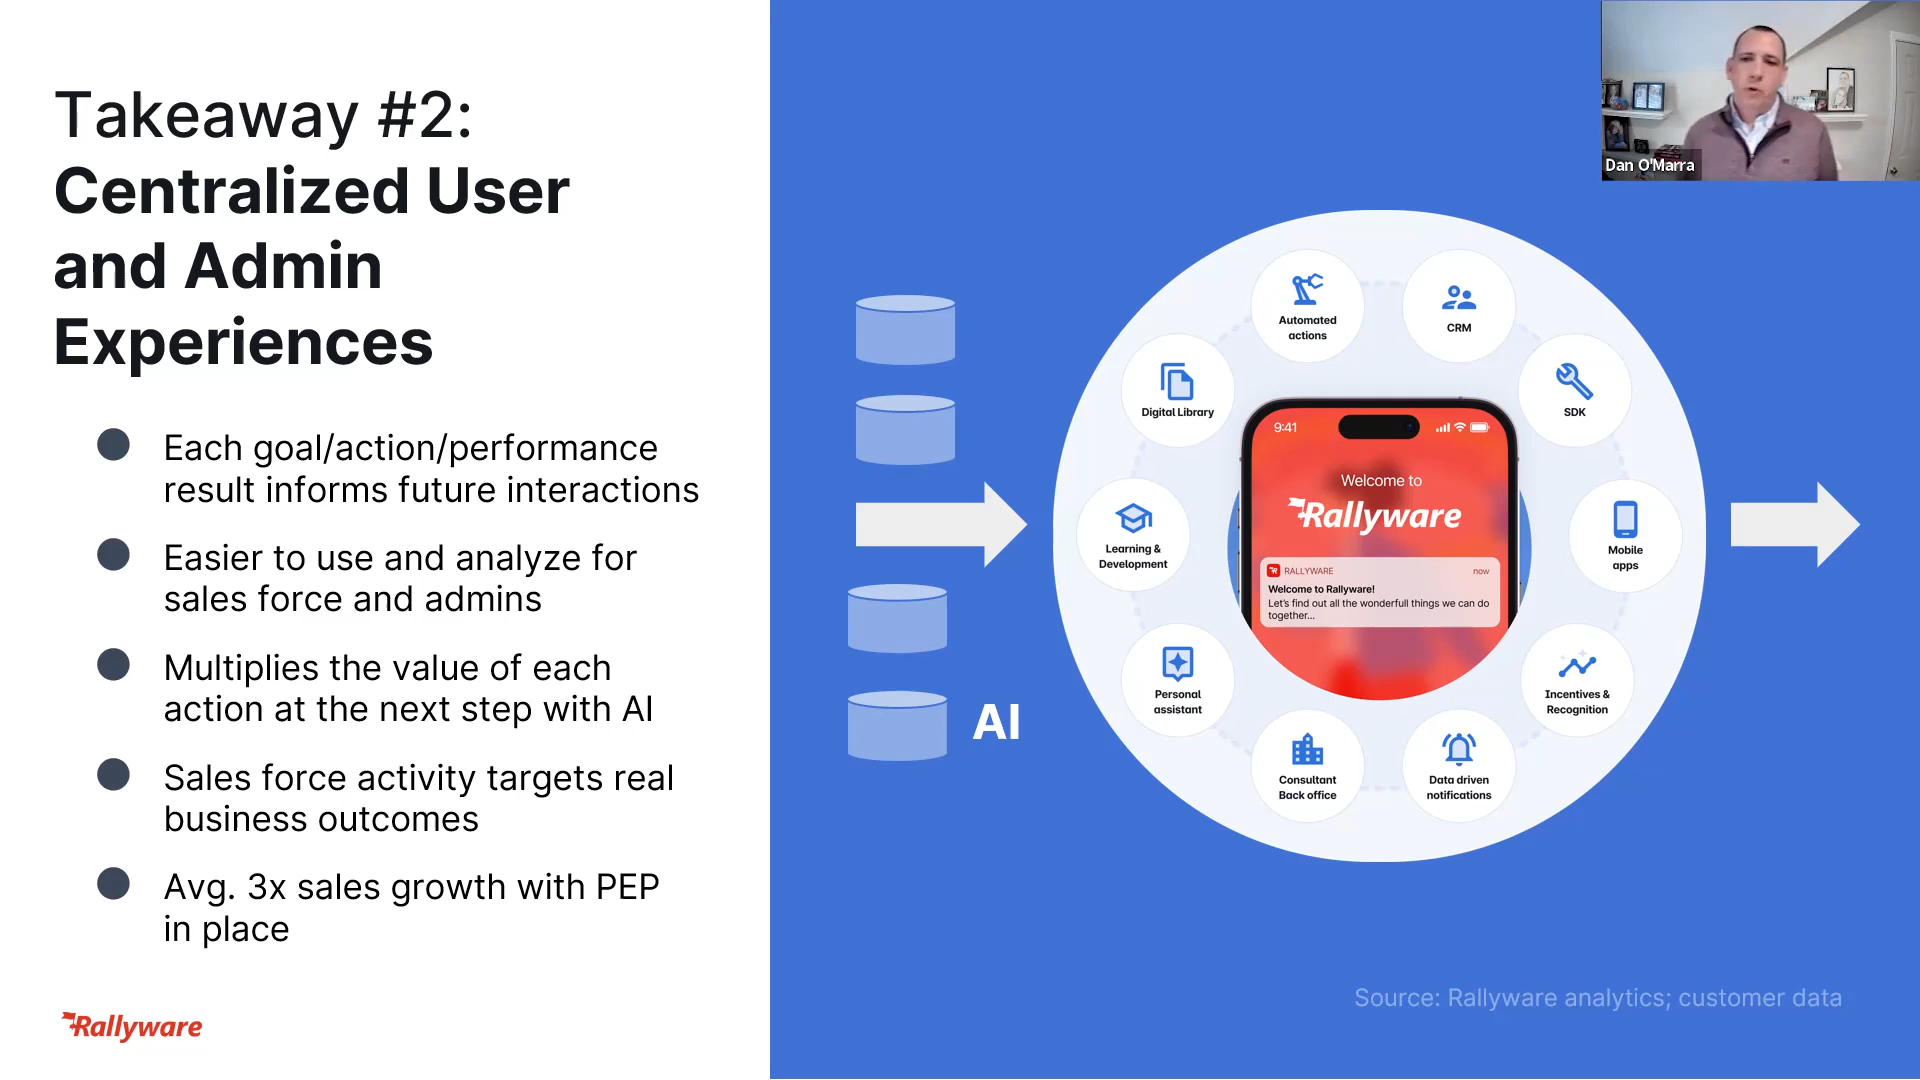 Takeaway #2:
Centralized User
and Admin
Experiences
Each goal/action/performance
result informs future interactions
Easier to use and analyze for
sales force and admins
Multiplies the value of each
action at the next step with AI
Sales force activity targets real
business outcomes
Avg. 3x sales growth with PEP
in place
Rallyware
AI
Automated
actions
CRM
Digital Library
SDK
Learning &
Development
Mobile
apps
Personal
assistant
Incentives &
Recognition
Consultant
Back office
Data driven
notifications
9:41
Welcome to
Rallyware
RALLYWARE now
Welcome to Rallyware!
Let's find out all the wonderfull things we can do
together...
Dan O'Marra
Source: Rallyware analytics; customer data